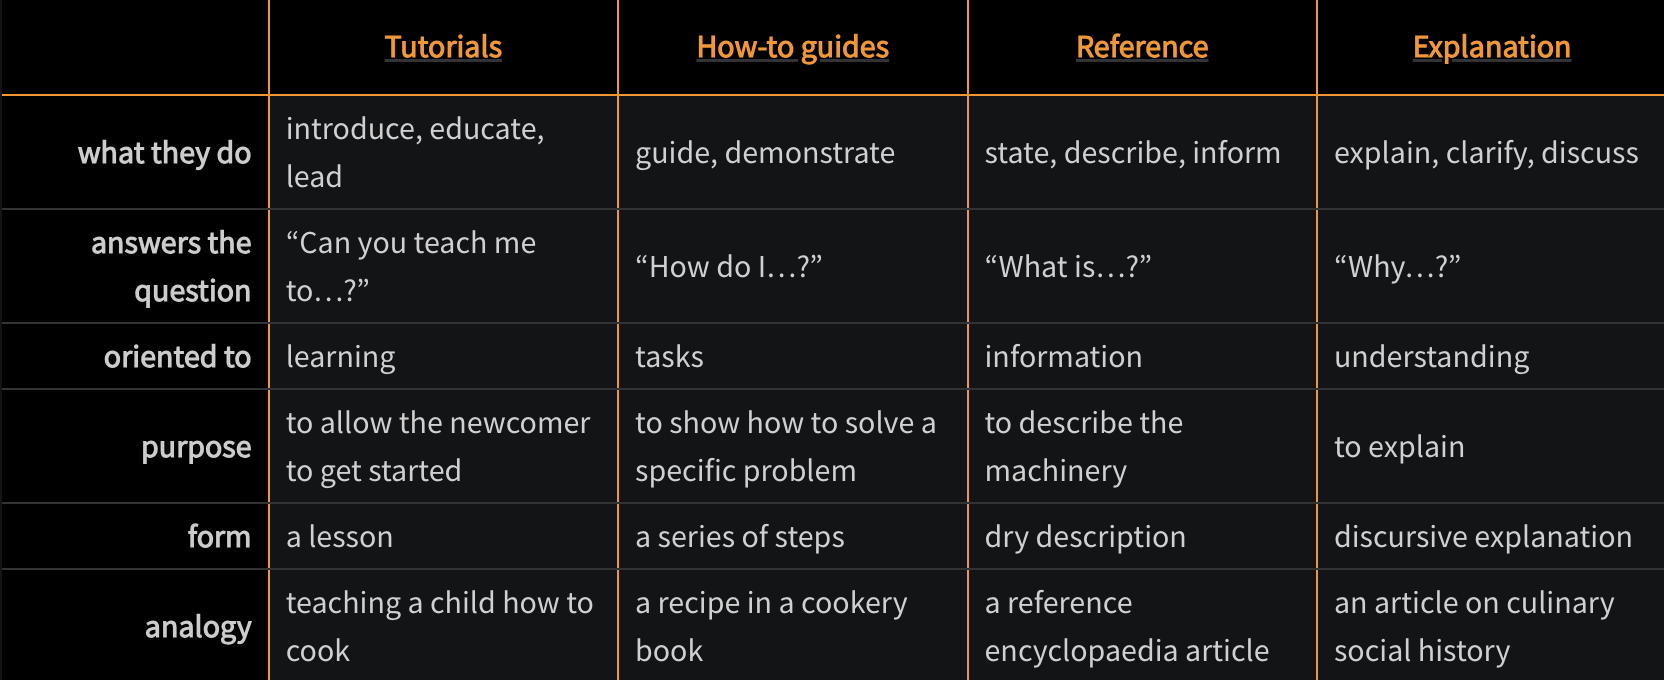 Tutorials How-to guides Reference Explanation
what they do
introduce, educate,
lead
guide, demonstrate
state, describe, inform
explain, clarify, discuss
answers the
question
“Can you teach me
to…?”
“How do I…?”
“What is…?”
“Why…?”
oriented to
learning
tasks
information
understanding
purpose
to allow the newcomer
to get started
to show how to solve a
specific problem
to describe the
machinery
to explain
form
a lesson
a series of steps
dry description
discursive explanation
analogy
teaching a child how to
cook
a recipe in a cookery
book
a reference
encyclopaedia article
an article on culinary
social history